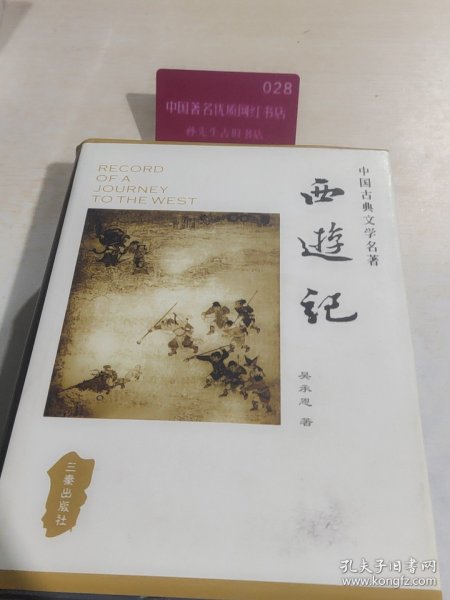 028
中国著名优质网红书店
孙先生古旧书店
RECORD
OF A
JOURNEY
TO THE WEST
中国古典文学名著
西遊記
吴承恩 著
三秦出版社
孔夫子旧书网
www.kongfz.com